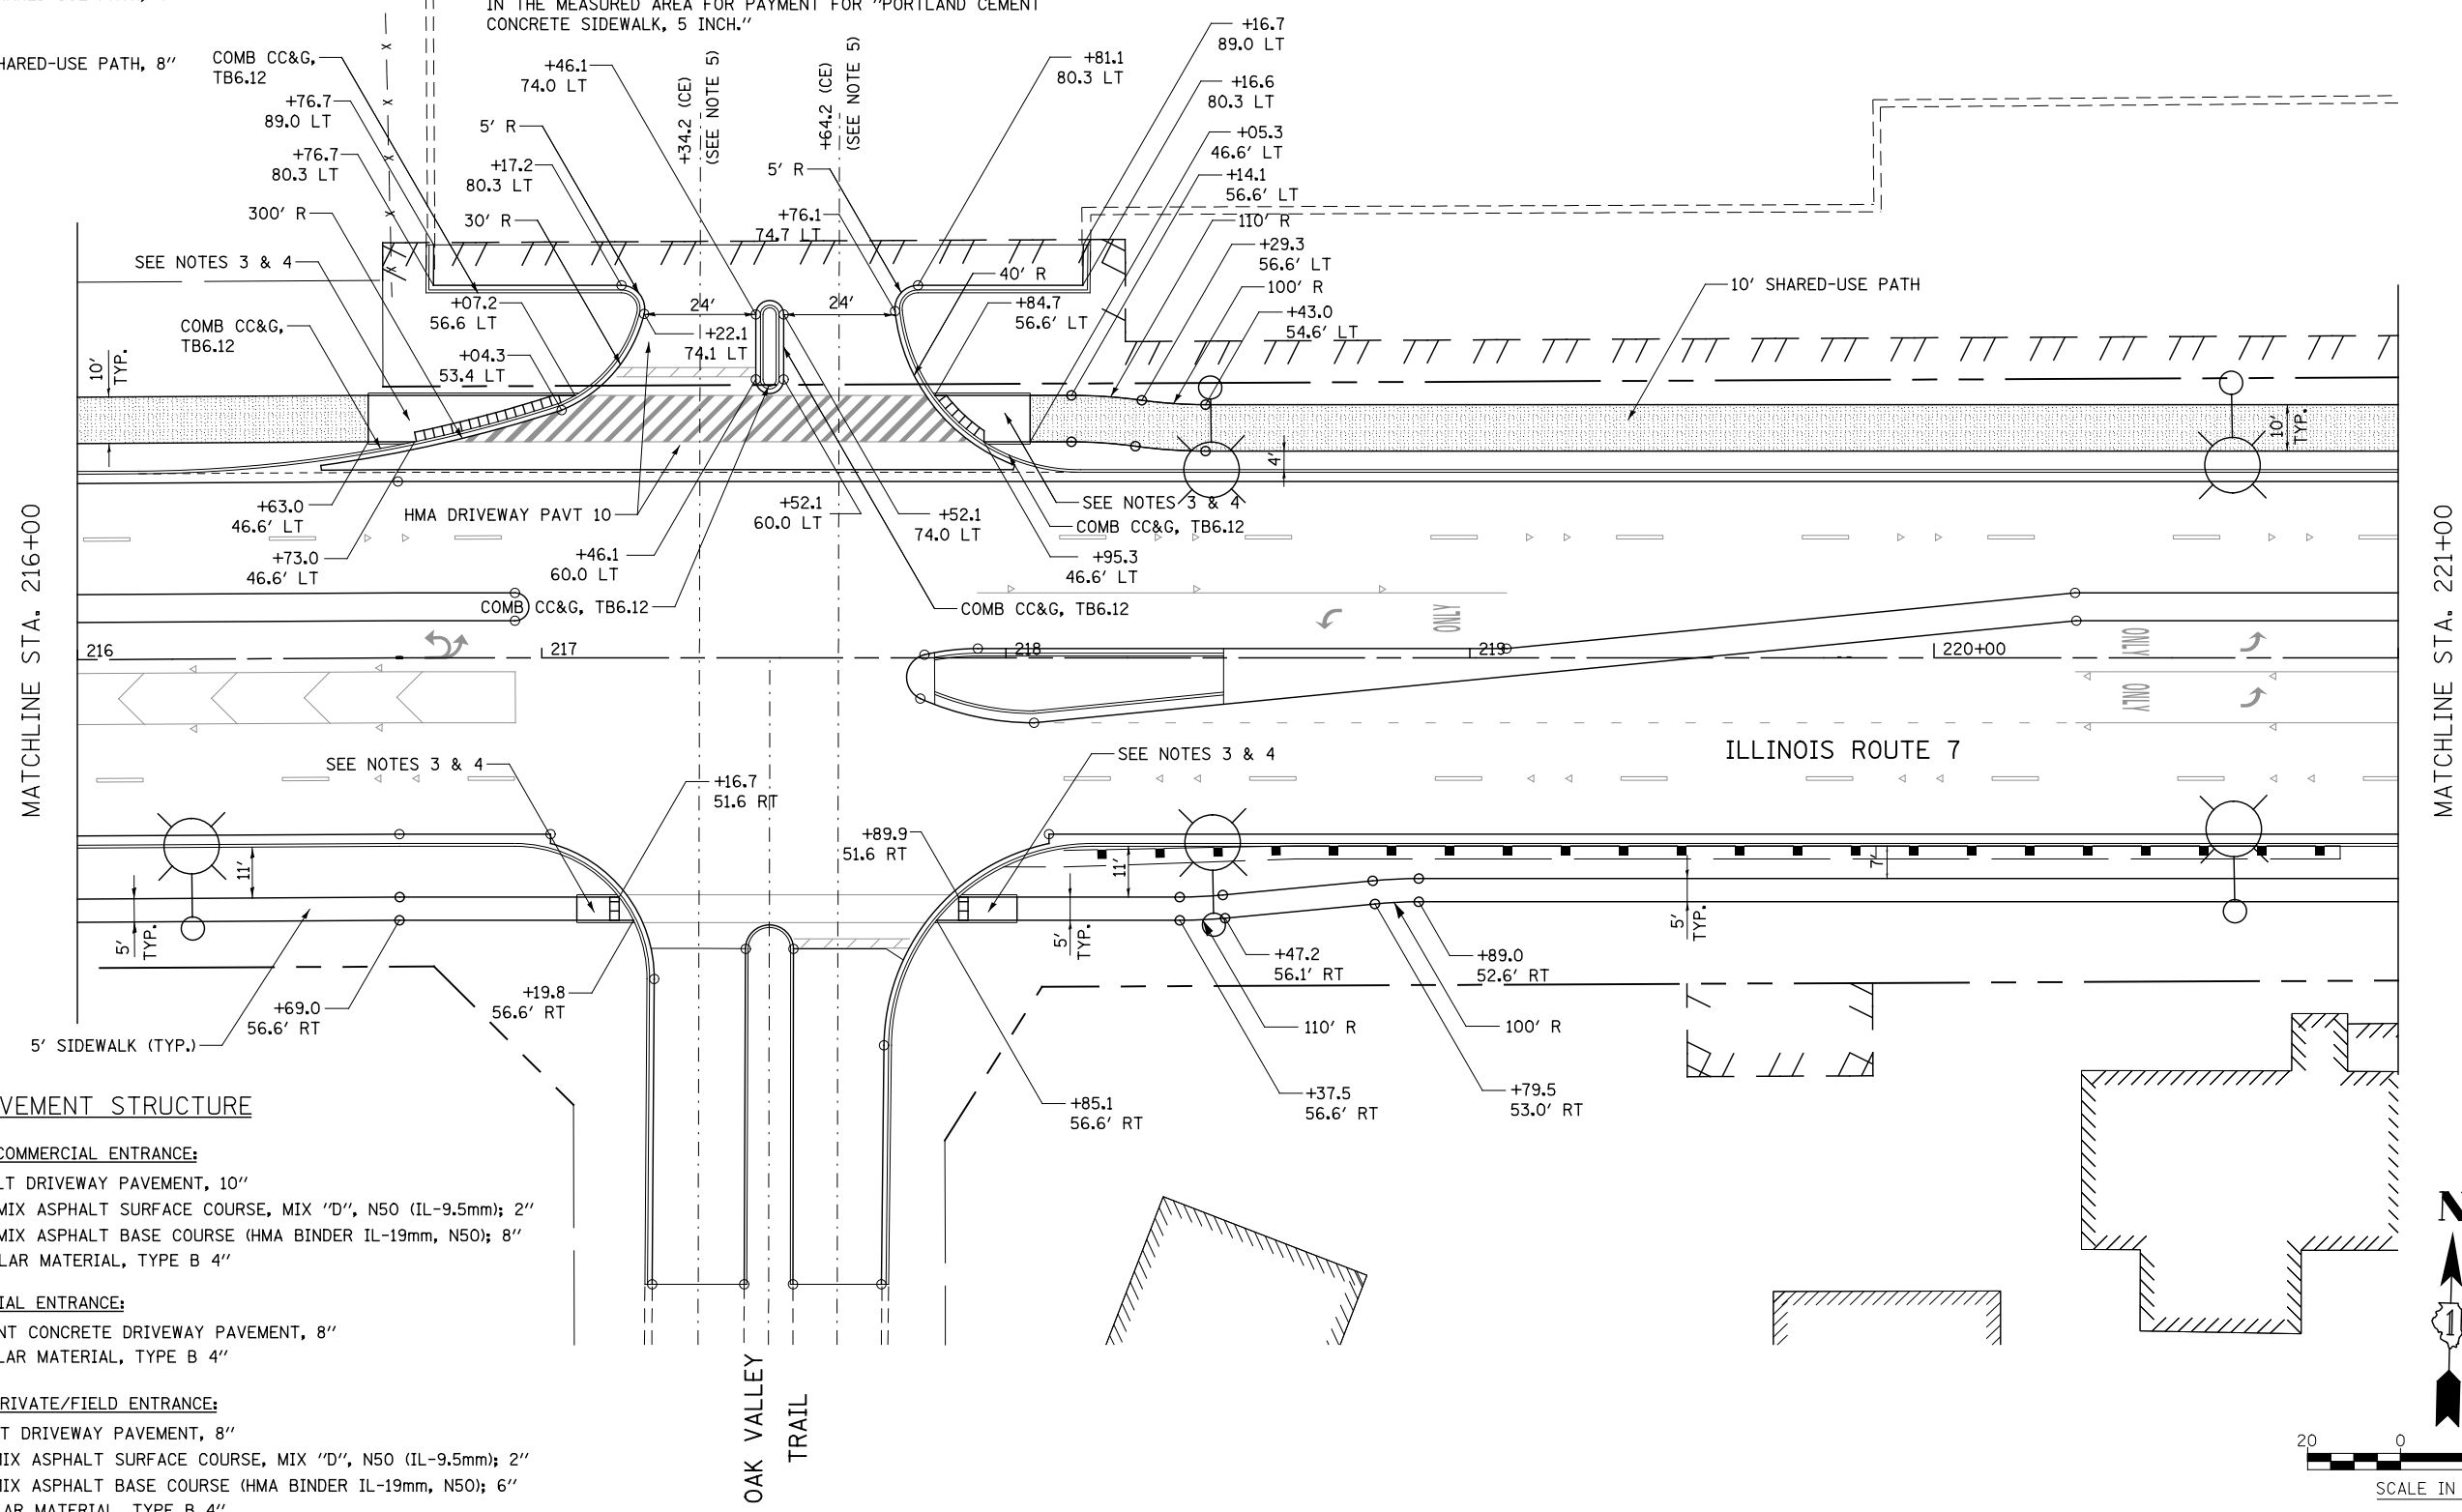 IN THE MEASURED AREA FOR PAYMENT FOR "PORTLAND CEMENT
CONCRETE SIDEWALK, 5 INCH."
HARED-USE PATH, 8"
COMB CC&G,
TB6.12
+76.7
89.0 LT
+76.7
80.3 LT
300' R
SEE NOTES 3 & 4
COMB CC&G,
TB6.12
10'
TYP.
5' R
+17.2
80.3 LT
30' R
+07.2
56.6 LT
+04.3
53.4 LT
+46.1
74.0 LT
+34.2 (CE)
(SEE NOTE 5)
+64.2 (CE)
(SEE NOTE 5)
5' R
+76.1
74.7 LT
24'
24'
+22.1
74.1 LT
+81.1
80.3 LT
+16.7
89.0 LT
+16.6
80.3 LT
+05.3
46.6' LT
+14.1
56.6' LT
110' R
+29.3
56.6' LT
100' R
+43.0
54.6' LT
40' R
+84.7
56.6' LT
10' SHARED-USE PATH
10'
TYP.
4'
+63.0
46.6' LT
+73.0
46.6' LT
HMA DRIVEWAY PAVT 10
+46.1
60.0 LT
COMB CC&G, TB6.12
+52.1
60.0 LT
+52.1
74.0 LT
SEE NOTES 3 & 4
COMB CC&G, TB6.12
+95.3
46.6' LT
COMB CC&G, TB6.12
MATCHLINE STA. 216+00
MATCHLINE STA. 221+00
ONLY
ONLY
ONLY
216
217
218
219
220+00
ILLINOIS ROUTE 7
SEE NOTES 3 & 4
+16.7
51.6 RT
SEE NOTES 3 & 4
+89.9
51.6 RT
11'
11'
7'
5'
TYP.
5'
TYP.
5'
TYP.
+69.0
56.6' RT
5' SIDEWALK (TYP.)
+19.8
56.6' RT
+47.2
56.1' RT
+89.0
52.6' RT
110' R
100' R
+85.1
56.6' RT
+37.5
56.6' RT
+79.5
53.0' RT
VEMENT STRUCTURE
COMMERCIAL ENTRANCE:
LT DRIVEWAY PAVEMENT, 10"
MIX ASPHALT SURFACE COURSE, MIX "D", N50 (IL-9.5mm); 2"
MIX ASPHALT BASE COURSE (HMA BINDER IL-19mm, N50); 8"
LAR MATERIAL, TYPE B 4"
IAL ENTRANCE:
NT CONCRETE DRIVEWAY PAVEMENT, 8"
LAR MATERIAL, TYPE B 4"
RIVATE/FIELD ENTRANCE:
T DRIVEWAY PAVEMENT, 8"
MIX ASPHALT SURFACE COURSE, MIX "D", N50 (IL-9.5mm); 2"
MIX ASPHALT BASE COURSE (HMA BINDER IL-19mm, N50); 6"
LAR MATERIAL, TYPE B 4"
OAK VALLEY
TRAIL
N
1
20
0
SCALE IN